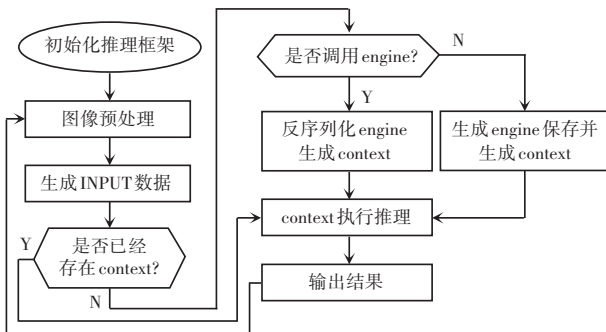 初始化推理框架
图像预处理
生成INPUT数据
是否已经
存在context?
Y
N
是否调用engine?
N
Y
反序列化engine
生成context
生成engine保存并
生成context
context执行推理
输出结果